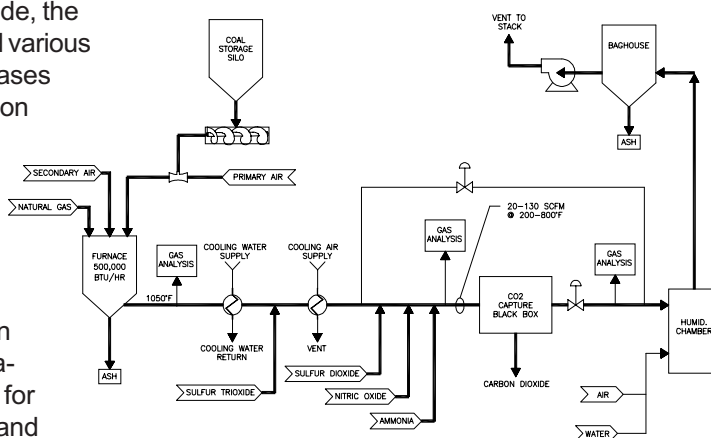 de, the
various
ases
on
n
a-
for
and
COAL
STORAGE
SILO
VENT TO
STACK
BAGHOUSE
ASH
SECONDARY AIR
PRIMARY AIR
NATURAL GAS
FURNACE
500,000
BTU/HR
1050°F
ASH
GAS
ANALYSIS
COOLING WATER
SUPPLY
COOLING WATER
RETURN
COOLING AIR
SUPPLY
VENT
SULFUR TRIOXIDE
SULFUR DIOXIDE
NITRIC OXIDE
AMMONIA
GAS
ANALYSIS
20-130 SCFM
@ 200-800°F
CO2
CAPTURE
BLACK BOX
CARBON DIOXIDE
GAS
ANALYSIS
HUMID.
CHAMBER
AIR
WATER